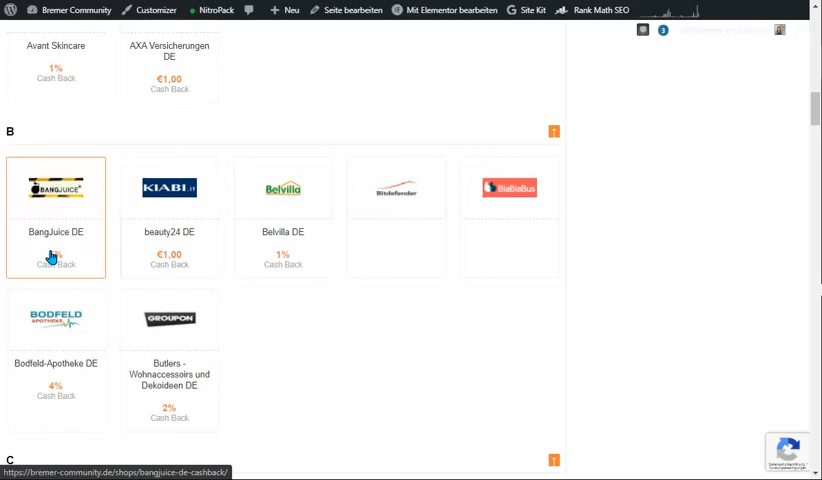 Bremer Community Customizer NitroPack Neu Seite bearbeiten Mit Elementor bearbeiten Site Kit Rank Math SEO
3
Avant Skincare
AXA Versicherungen
DE
1%
Cash Back
€1,00
Cash Back
B
BANGJUICE
KIABI.IT
Belvilla
Bitdefender
BlaBlaBus
BangJuice DE
beauty24 DE
Belvilla DE
%
€1,00
1%
Cash Back
Cash Back
Cash Back
BODFELD
APOTHEKE
GROUPON
Bodfeld-Apotheke DE
Butlers -
Wohnaccessoirs und
Dekoideen DE
4%
Cash Back
2%
Cash Back
C
https://bremer-community.de/shops/bangjuice-de-cashback/